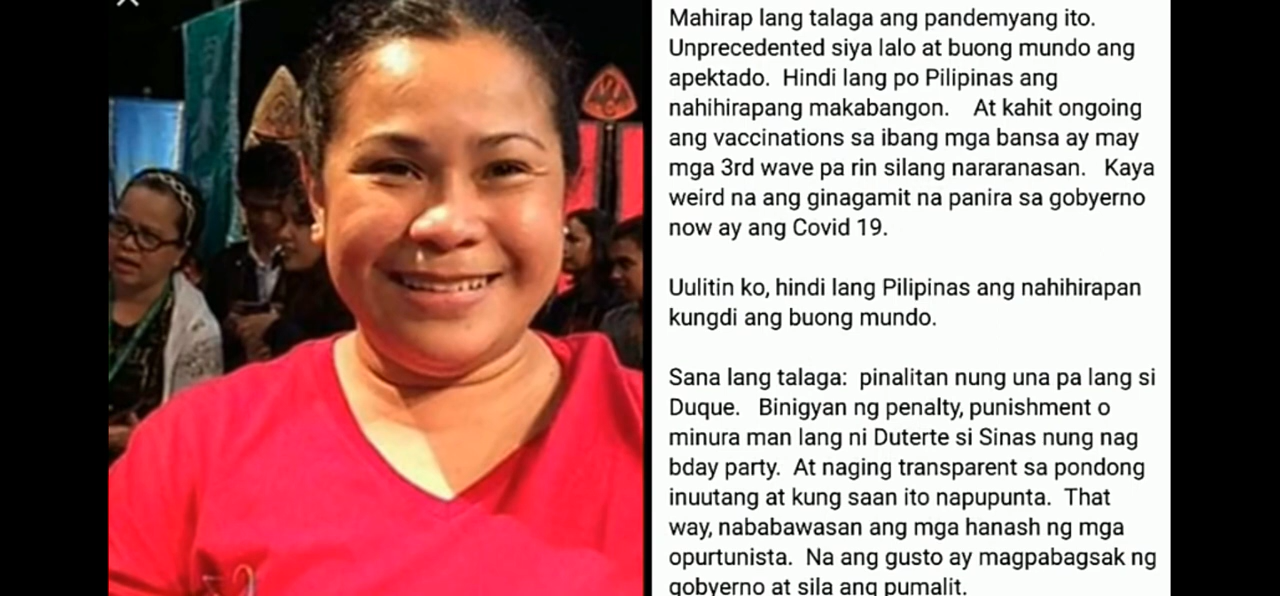 Mahirap lang talaga ang pandemyang ito.
Unprecedented siya lalo at buong mundo ang
apektado.  Hindi lang po Pilipinas ang
nahihirapang makabangon.    At kahit ongoing
ang vaccinations sa ibang mga bansa ay may
mga 3rd wave pa rin silang nararanasan.   Kaya
weird na ang ginagamit na panira sa gobyerno
now ay ang Covid 19.
Uulitin ko, hindi lang Pilipinas ang nahihirapan
kungdi ang buong mundo.
Sana lang talaga:  pinalitan nung una pa lang si
Duque.   Binigyan ng penalty, punishment o
minura man lang ni Duterte si Sinas nung nag
bday party.  At naging transparent sa pondong
inuutang at kung saan ito napupunta.  That
way, nababawasan ang mga hanash ng mga
opurtunista.  Na ang gusto ay magpabagsak ng
gobyerno at sila ang pumalit.